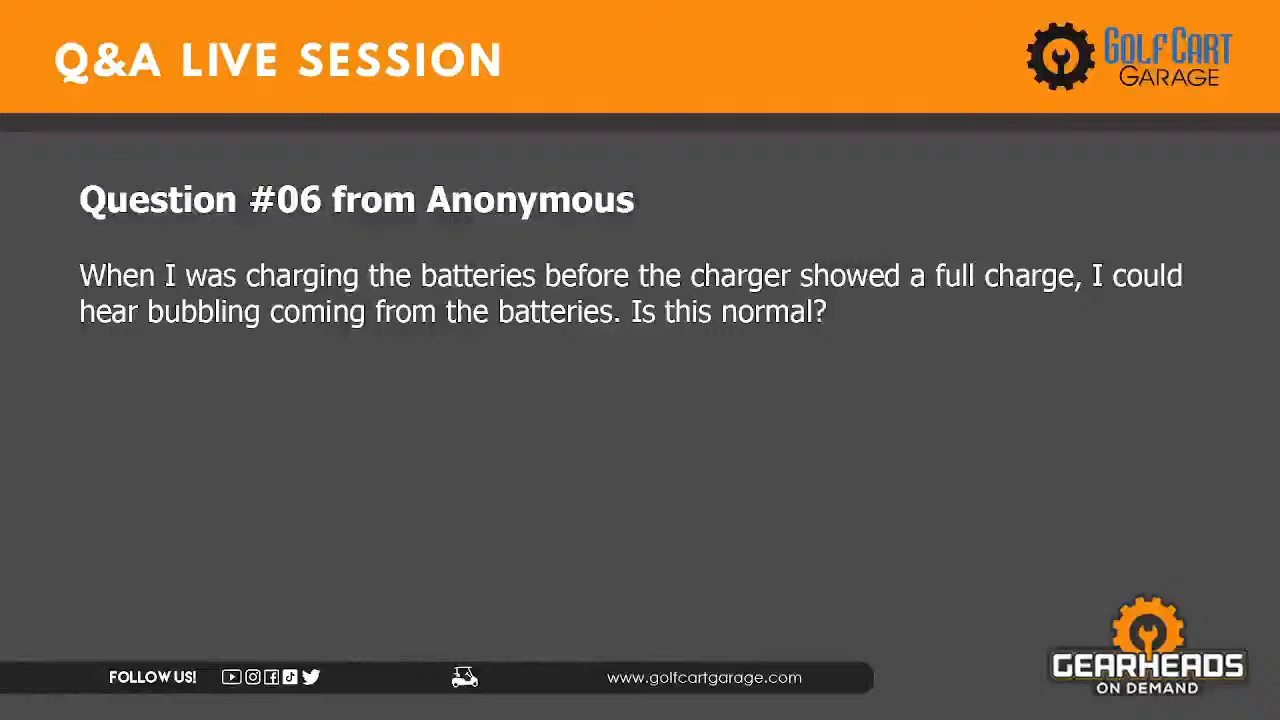 Q&A LIVE SESSION
GOLF CART
GARAGE
Question #06 from Anonymous
When I was charging the batteries before the charger showed a full charge, I could
hear bubbling coming from the batteries. Is this normal?
FOLLOW US!
www.golfcartgarage.com
GEARHEADS
ON DEMAND